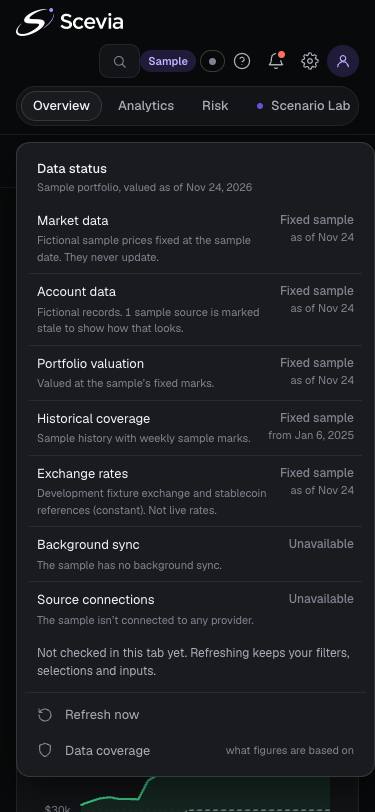 Scevia
Sample
Overview
Analytics
Risk
Scenario Lab
Data status
Sample portfolio, valued as of Nov 24, 2026
Market data
Fixed sample
Fictional sample prices fixed at the sample
as of Nov 24
date. They never update.
Account data
Fixed sample
Fictional records. 1 sample source is marked
as of Nov 24
stale to show how that looks.
Portfolio valuation
Fixed sample
Valued at the sample's fixed marks.
as of Nov 24
Historical coverage
Fixed sample
Sample history with weekly sample marks.
from Jan 6, 2025
Exchange rates
Fixed sample
Development fixture exchange and stablecoin
as of Nov 24
references (constant). Not live rates.
Background sync
Unavailable
The sample has no background sync.
Source connections
Unavailable
The sample isn't connected to any provider.
Not checked in this tab yet. Refreshing keeps your filters,
selections and inputs.
Refresh now
Data coverage
what figures are based on
$30k